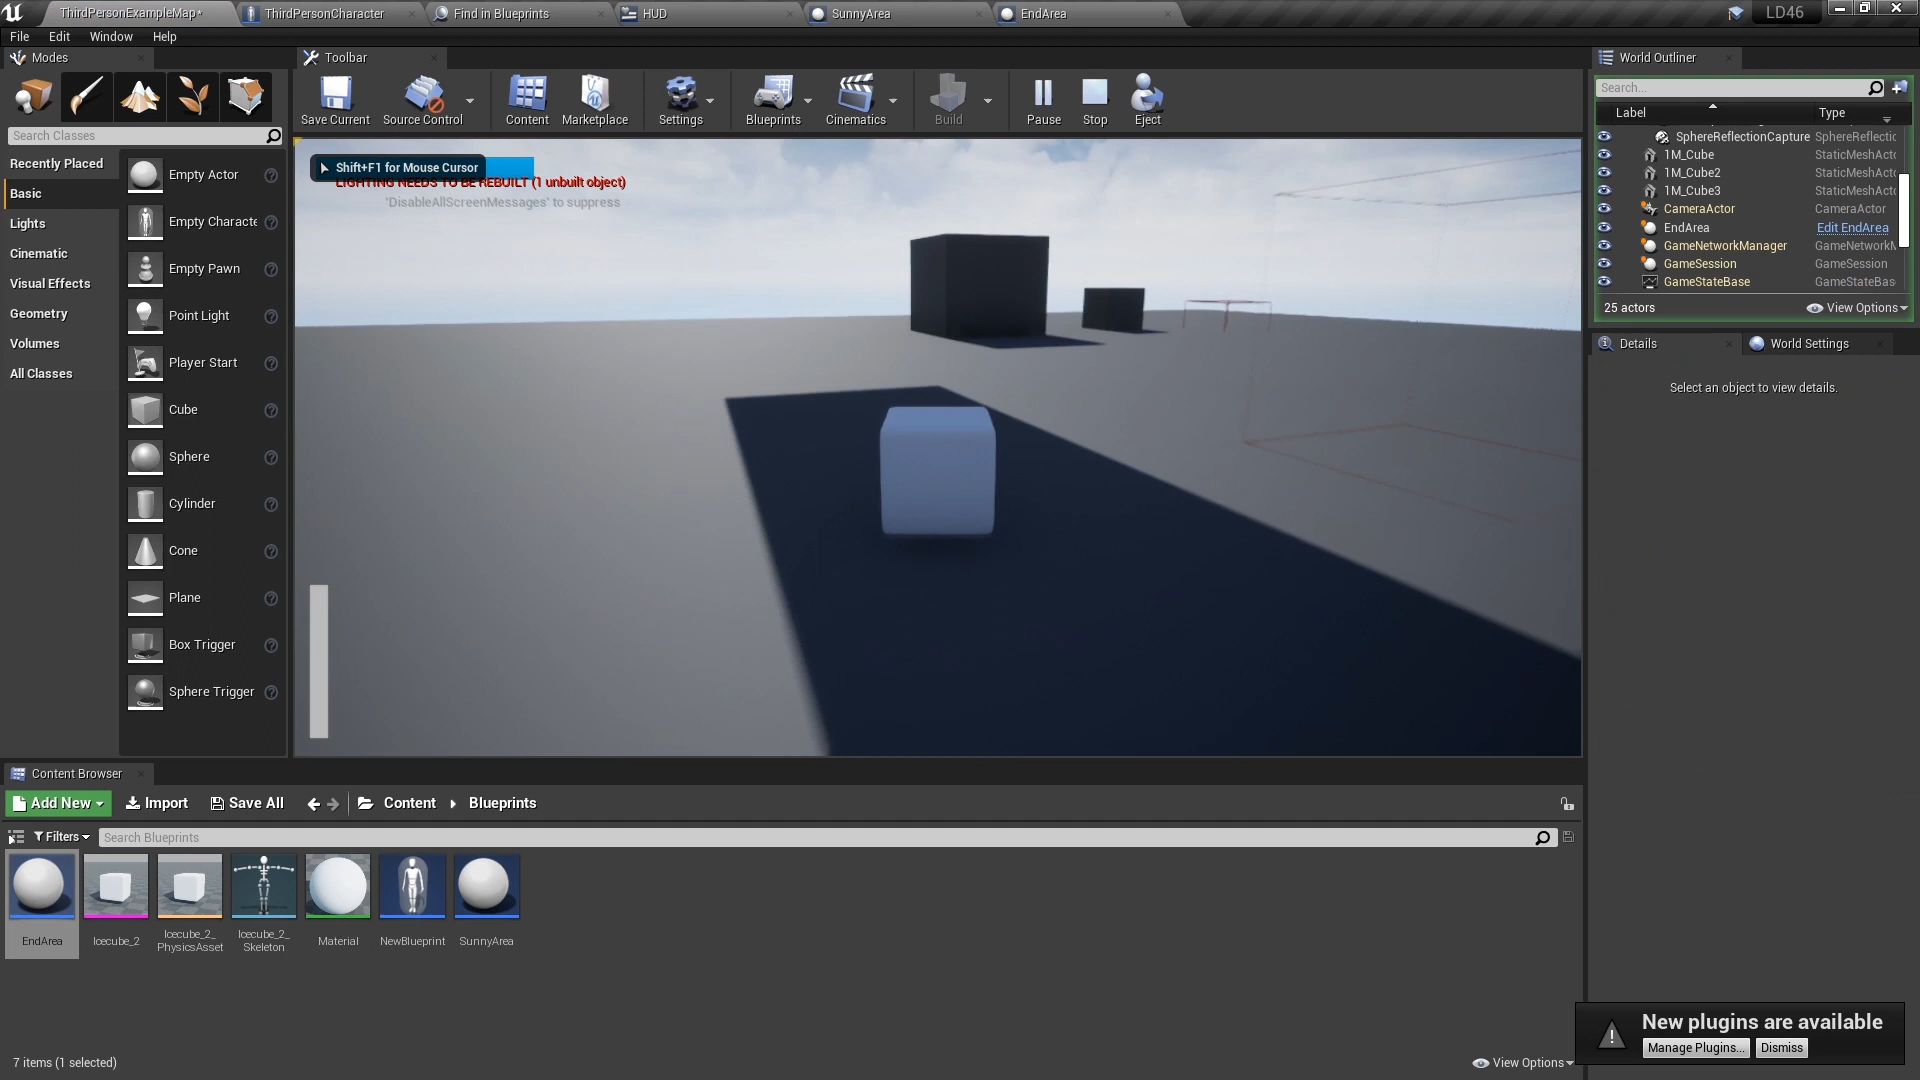 ThirdPersonExampleMap*
ThirdPersonCharacter
Find in Blueprints
HUD
SunnyArea
EndArea
LD46
File
Edit
Window
Help
Modes
Toolbar
World Outliner
Save Current
Source Control
Content
Marketplace
Settings
Blueprints
Cinematics
Build
Pause
Stop
Eject
Search Classes
Recently Placed
Basic
Lights
Cinematic
Visual Effects
Geometry
Volumes
All Classes
Empty Actor
Empty Characte
Empty Pawn
Point Light
Player Start
Cube
Sphere
Cylinder
Cone
Plane
Box Trigger
Sphere Trigger
Shift+F1 for Mouse Cursor
LIGHTING NEEDS TO BE REBUILT (1 unbuilt object)
'DisableAllScreenMessages' to suppress
Search...
Label
Type
SphereReflectionCapture SphereReflectic
1M_Cube StaticMeshActo
1M_Cube2 StaticMeshActo
1M_Cube3 StaticMeshActo
CameraActor CameraActor
EndArea Edit EndArea
GameNetworkManager GameNetworkM
GameSession GameSession
GameStateBase GameStateBas
25 actors
View Options
Details
World Settings
Select an object to view details.
Content Browser
Add New
Import
Save All
Content
Blueprints
Filters
Search Blueprints
EndArea
Icecube_2
Icecube_2_
PhysicsAsset
Icecube_2_
Skeleton
Material
NewBlueprint
SunnyArea
7 items (1 selected)
View Options
New plugins are available
Manage Plugins...
Dismiss